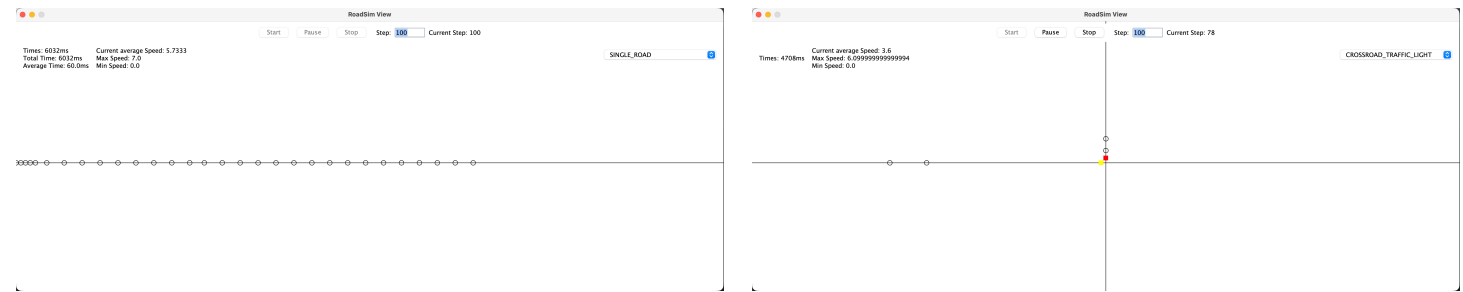 RoadSim View
Start Pause Stop Step: 100 Current Step: 100
Times: 6032ms Current average Speed: 5.7333
Total Time: 6032ms Max Speed: 7.0
Average Time: 60.0ms Min Speed: 0.0
SINGLE_ROAD
RoadSim View
Start Pause Stop Step: 100 Current Step: 78
Current average Speed: 3.6
Times: 4708ms Max Speed: 6.099999999999994
Min Speed: 0.0
CROSSROAD_TRAFFIC_LIGHT